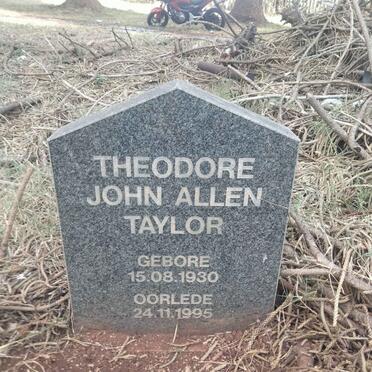 THEODORE
JOHN ALLEN
TAYLOR
GEBORE
15.08.1930
OORLEDE
24.11.1995